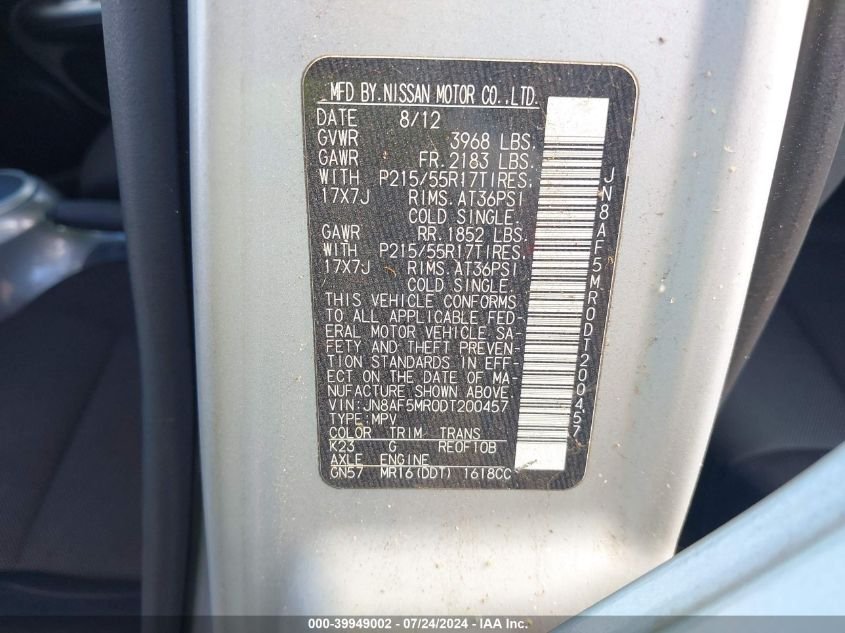 .MFD BY.NISSAN MOTOR CO.,LTD.
DATE 8/12
GVWR 3968 LBS.
GAWR FR.2183 LBS.
WITH P215/55R17TIRES.
17X7J RIMS.AT36PSI
COLD SINGLE.
GAWR RR.1852 LBS.
WITH P215/55R17TIRES.
17X7J RIMS.AT36PSI
COLD SINGLE.
THIS VEHICLE CONFORMS
TO ALL APPLICABLE FED-
ERAL MOTOR VEHICLE SA-
FETY AND THEFT PREVEN-
TION STANDARDS IN EFF-
ECT ON THE DATE OF MA-
NUFACTURE SHOWN ABOVE.
VIN:JN8AF5MR0DT200457
TYPE:MPV
COLOR TRIM TRANS
K23 G RE0F10B
AXLE ENGINE
GN57 MR16(DDT) 1618CC
JN8AF5MR0DT200457
000-39949002 - 07/24/2024 - IAA Inc.